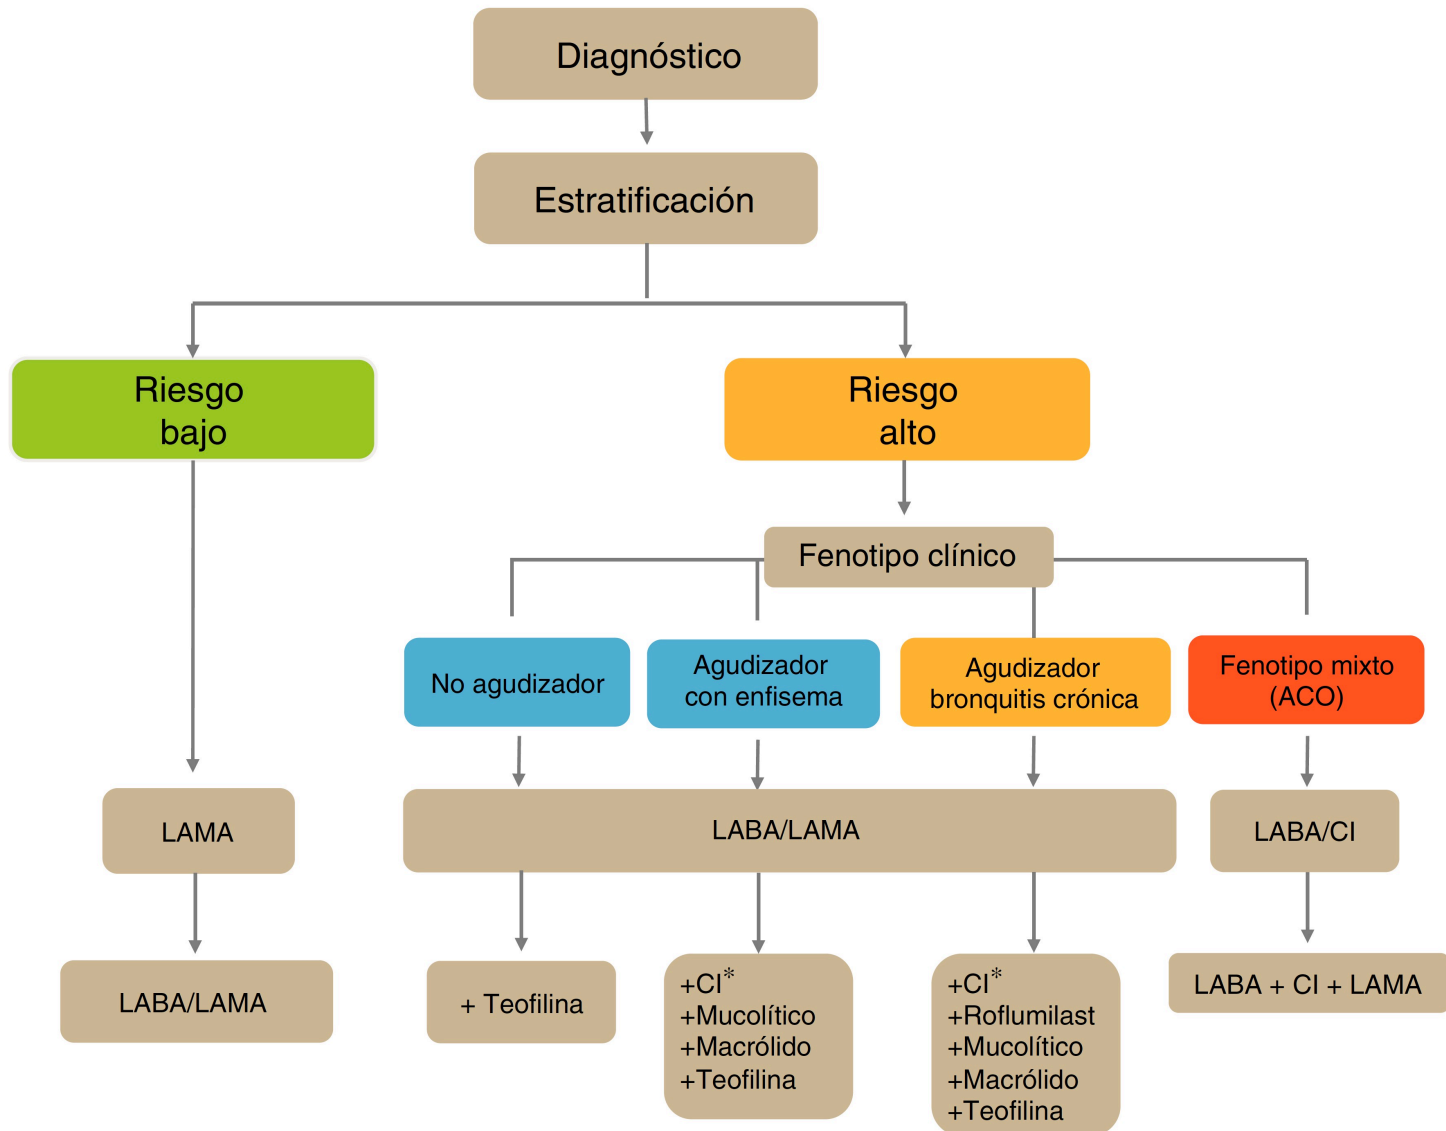 Diagnóstico
Estratificación
Riesgo
bajo
Riesgo
alto
Fenotipo clínico
No agudizador
Agudizador
con enfisema
Agudizador
bronquitis crónica
Fenotipo mixto
(ACO)
LAMA
LABA/LAMA
LABA/CI
LABA/LAMA
+ Teofilina
+CI*
+Mucolítico
+Macrólido
+Teofilina
+CI*
+Roflumilast
+Mucolítico
+Macrólido
+Teofilina
LABA + CI + LAMA